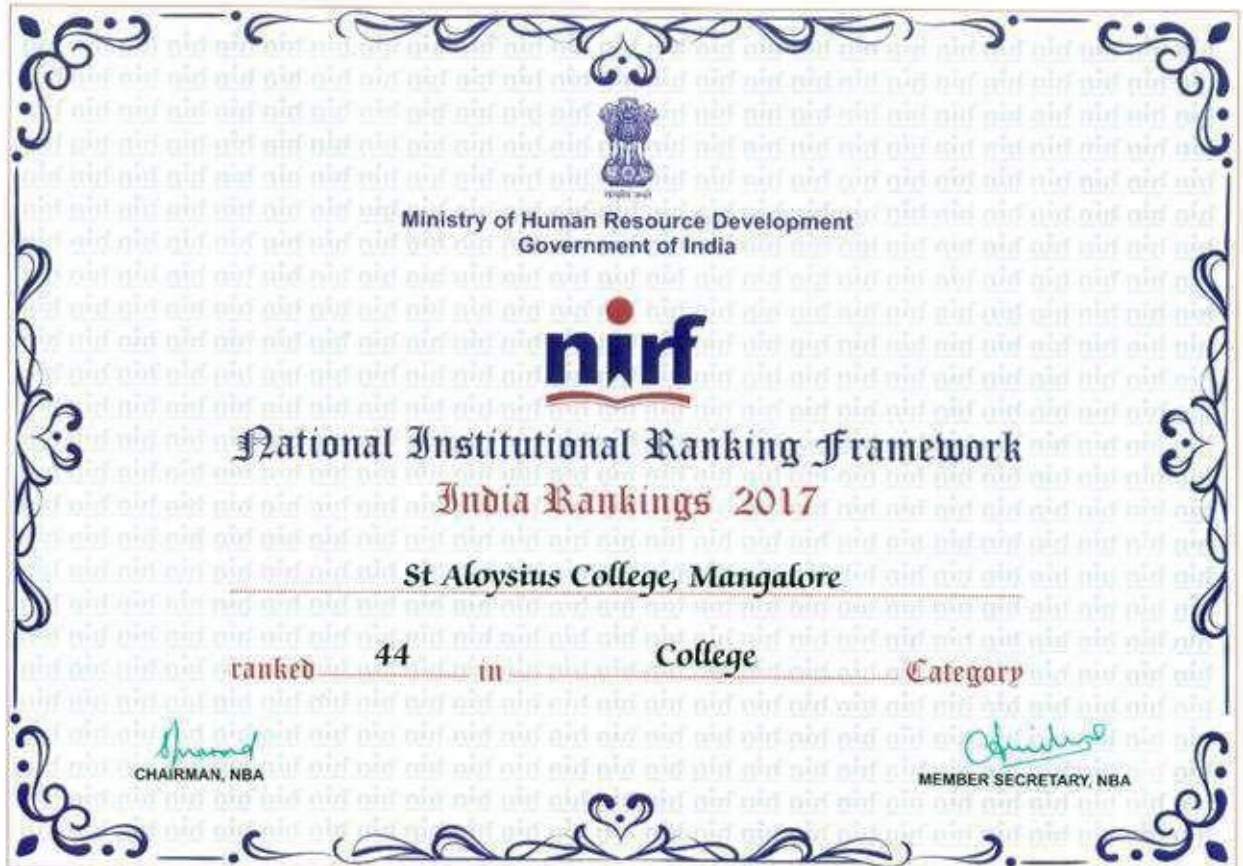 Ministry of Human Resource Development
Government of India
nirf
National Institutional Ranking Framework
India Rankings 2017
St Aloysius College, Mangalore
ranked 44 in College Category
CHAIRMAN, NBA
MEMBER SECRETARY, NBA